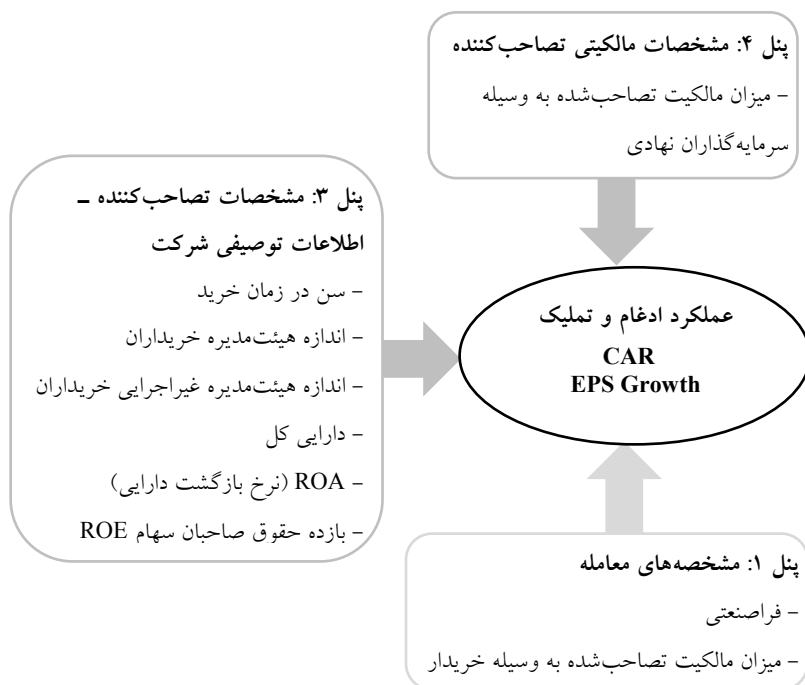 پنل ۴: مشخصات مالکیتی تصاحب‌کننده
- میزان مالکیت تصاحب‌شده به وسیله
سرمایه‌گذاران نهادی
پنل ۳: مشخصات تصاحب‌کننده –
اطلاعات توصیفی شرکت
- سن در زمان خرید
- اندازه هیئت‌مدیره خریداران
- اندازه هیئت‌مدیره غیراجرایی خریداران
- دارایی کل
- ROA (نرخ بازگشت دارایی)
- بازده حقوق صاحبان سهام ROE
عملکرد ادغام و تملیک
CAR
EPS Growth
پنل ۱: مشخصه‌های معامله
- فراصنعتی
- میزان مالکیت تصاحب‌شده به وسیله خریدار